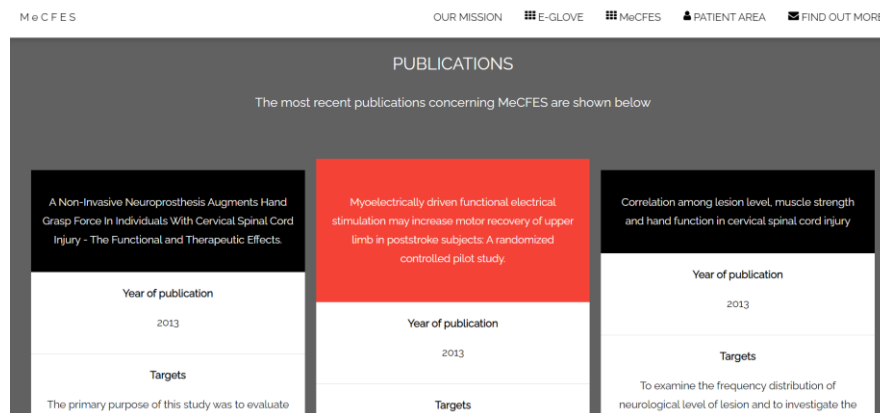 MeCFES
OUR MISSION E-GLOVE MeCFES PATIENT AREA FIND OUT MORE
PUBLICATIONS
The most recent publications concerning MeCFES are shown below
A Non-Invasive Neuroprosthesis Augments Hand
Grasp Force In Individuals With Cervical Spinal Cord
Injury - The Functional and Therapeutic Effects.
Year of publication
2013
Targets
The primary purpose of this study was to evaluate
Myoelectrically driven functional electrical
stimulation may increase motor recovery of upper
limb in poststroke subjects: A randomized
controlled pilot study.
Year of publication
2013
Targets
Correlation among lesion level, muscle strength
and hand function in cervical spinal cord injury
Year of publication
2013
Targets
To examine the frequency distribution of
neurological level of lesion and to investigate the